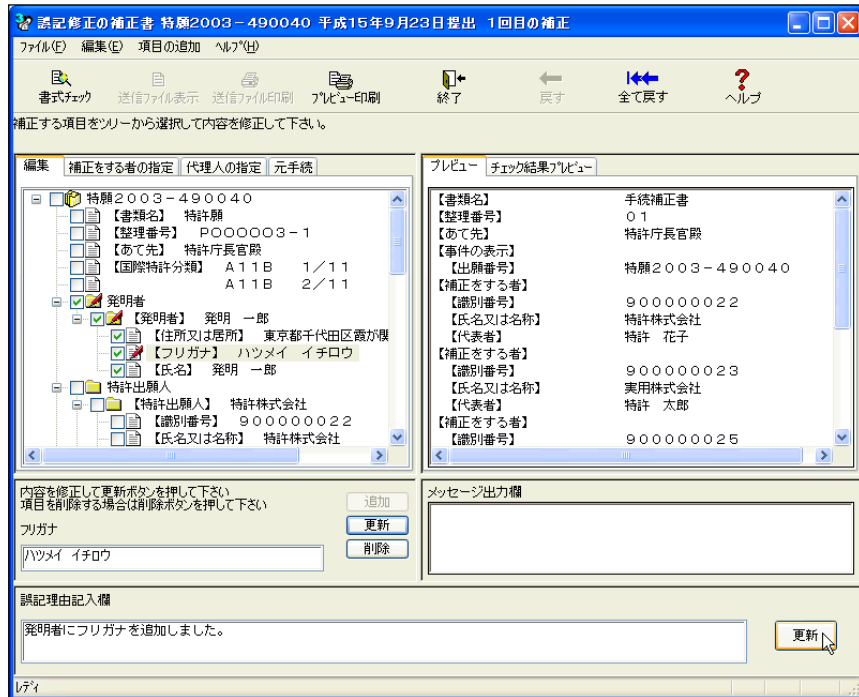 誤記修正の補正書 特願2003－490040 平成15年9月23日提出 1回目の補正
ファイル(F) 編集(E) 項目の追加 ヘルプ(H)
書式チェック 送信ファイル表示 送信ファイル印刷 プレビュー印刷 終了 戻す 全て戻す ヘルプ
補正する項目をツリーから選択して内容を修正して下さい。
編集 補正をする者の指定 代理人の指定 元手続
特願２００３－４９００４０
【書類名】 特許願
【整理番号】 Ｐ００００００３－１
【あて先】 特許庁長官殿
【国際特許分類】 Ａ１１Ｂ １／１１
Ａ１１Ｂ ２／１１
発明者
【発明者】 発明 一郎
【住所又は居所】 東京都千代田区霞が関
【フリガナ】 ハツメイ イチロウ
【氏名】 発明 一郎
特許出願人
【特許出願人】 特許株式会社
【識別番号】 ９０００００００２２
【氏名又は名称】 特許株式会社
プレビュー チェック結果プレビュー
【書類名】 手続補正書
【整理番号】 ０１
【あて先】 特許庁長官殿
【事件の表示】
【出願番号】 特願２００３－４９００４０
【補正をする者】
【識別番号】 ９００００００２２
【氏名又は名称】 特許株式会社
【代表者】 特許 花子
【補正をする者】
【識別番号】 ９００００００２３
【氏名又は名称】 実用株式会社
【代表者】 特許 太郎
【補正をする者】
【識別番号】 ９００００００２５
内容を修正して更新ボタンを押して下さい
項目を削除する場合は削除ボタンを押して下さい
追加
フリガナ
更新
ハツメイ イチロウ
削除
メッセージ出力欄
誤記理由記入欄
発明者にフリガナを追加しました。
更新
レディ